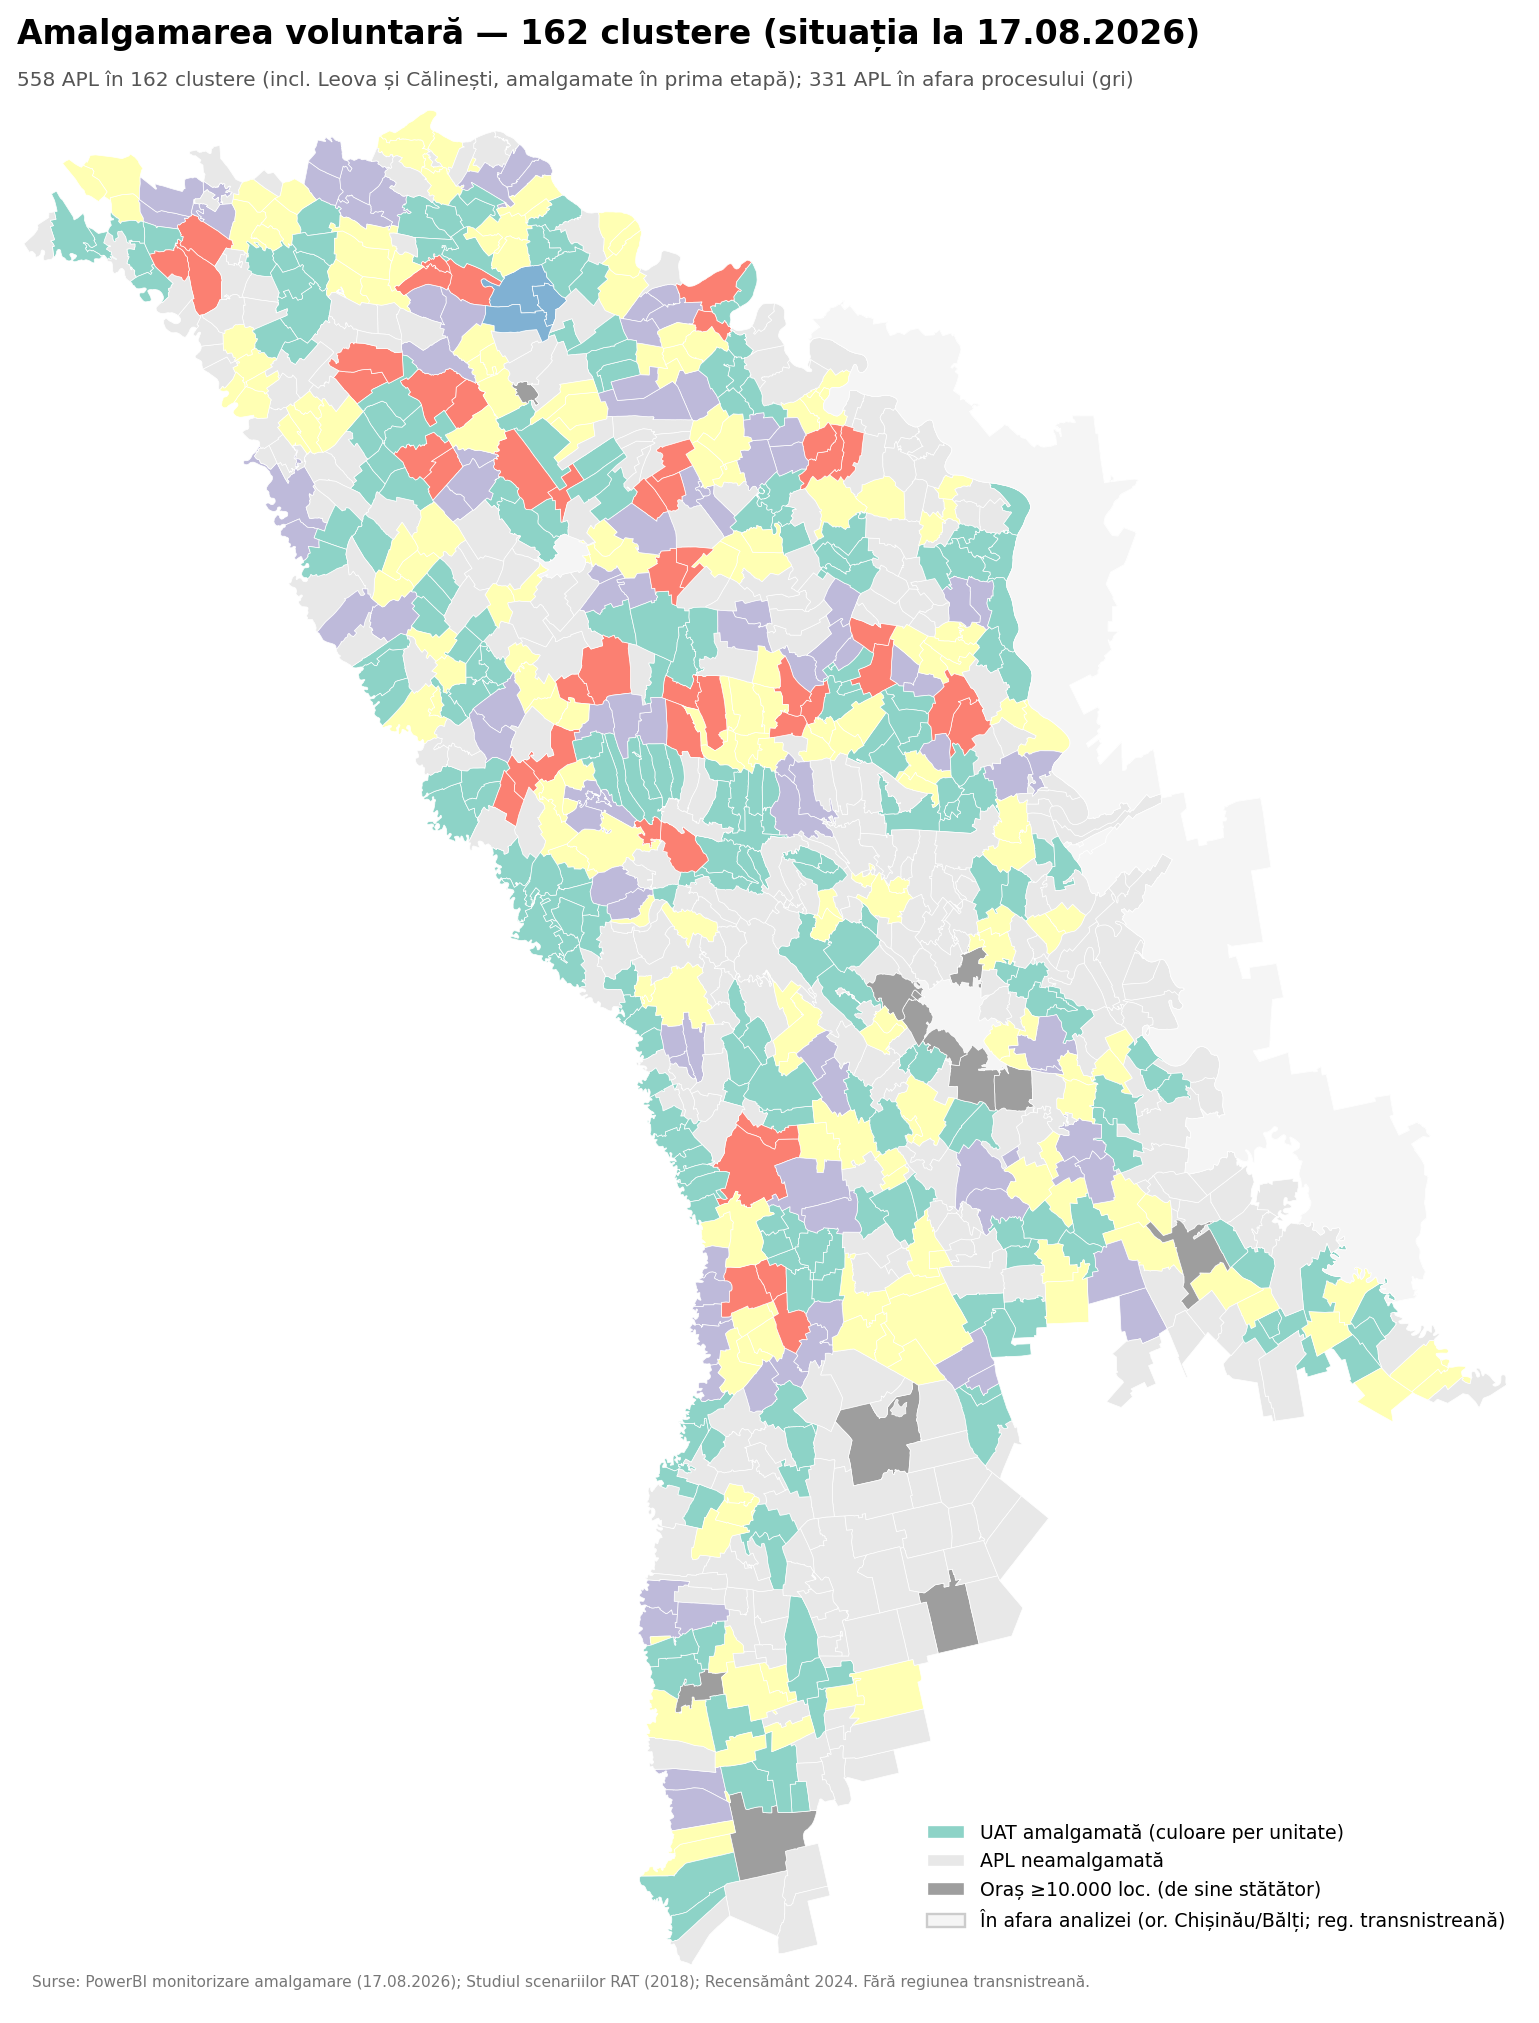 Amalgamarea voluntară — 162 clustere (situația la 17.08.2026)
558 APL în 162 clustere (incl. Leova și Călinești, amalgamate în prima etapă); 331 APL în afara procesului (gri)
UAT amalgamată (culoare per unitate)
APL neamalgamată
Oraș ≥10.000 loc. (de sine stătător)
În afara analizei (or. Chișinău/Bălți; reg. transnistreană)
Surse: PowerBI monitorizare amalgamare (17.08.2026); Studiul scenariilor RAT (2018); Recensământ 2024. Fără regiunea transnistreană.